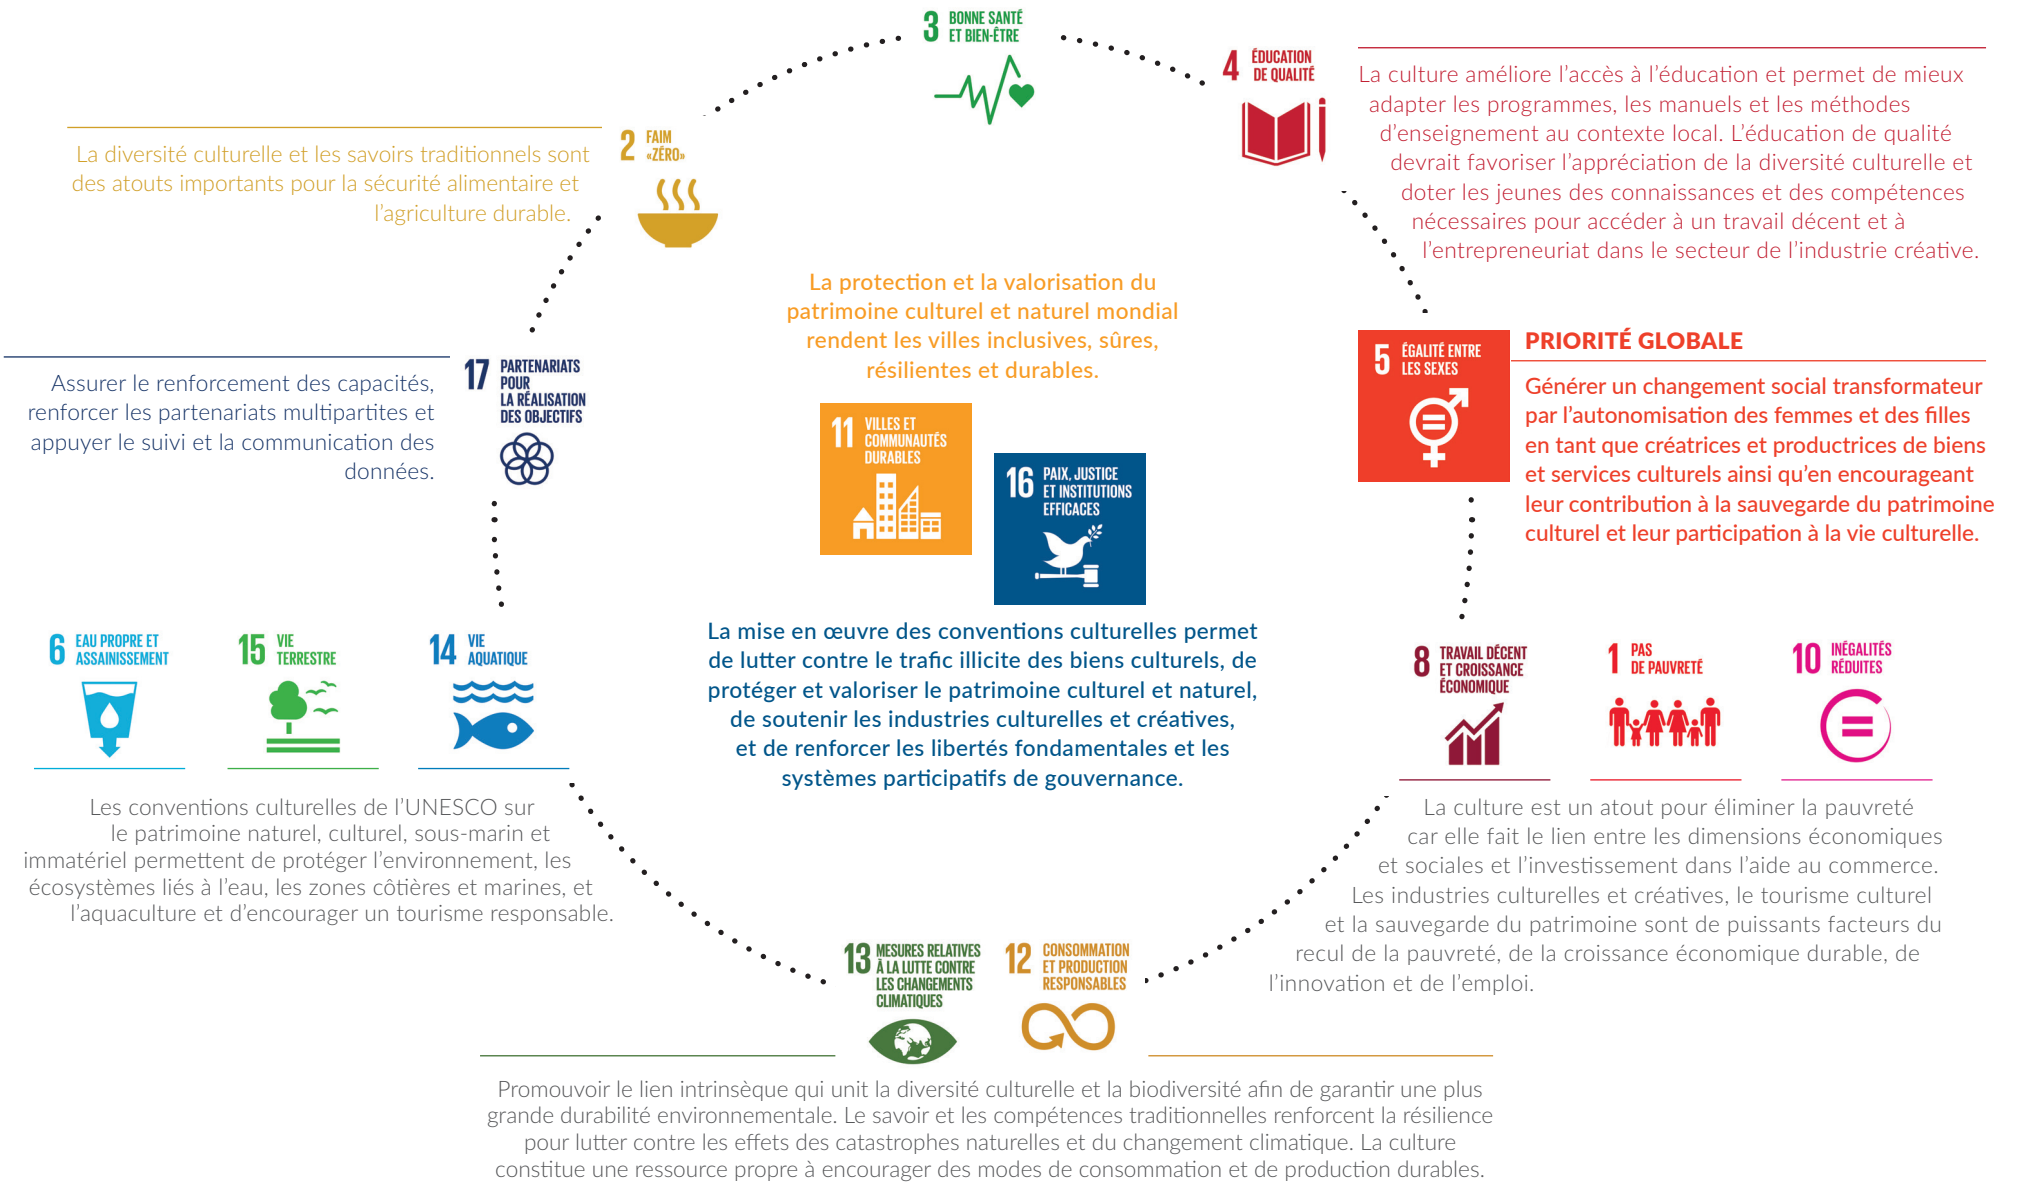 3 BONNE SANTÉ
ET BIEN-ÊTRE
4 ÉDUCATION
DE QUALITÉ
La culture améliore l’accès à l’éducation et permet de mieux
adapter les programmes, les manuels et les méthodes
d’enseignement au contexte local. L’éducation de qualité
devrait favoriser l’appréciation de la diversité culturelle et
doter les jeunes des connaissances et des compétences
nécessaires pour accéder à un travail décent et à
l’entrepreneuriat dans le secteur de l’industrie créative.
2 FAIM
«ZÉRO»
La diversité culturelle et les savoirs traditionnels sont
des atouts importants pour la sécurité alimentaire et
l’agriculture durable.
La protection et la valorisation du
patrimoine culturel et naturel mondial
rendent les villes inclusives, sûres,
résilientes et durables.
5 ÉGALITÉ ENTRE
LES SEXES
PRIORITÉ GLOBALE
Générer un changement social transformateur
par l’autonomisation des femmes et des filles
en tant que créatrices et productrices de biens
et services culturels ainsi qu’en encourageant
leur contribution à la sauvegarde du patrimoine
culturel et leur participation à la vie culturelle.
17 PARTENARIATS
POUR
LA RÉALISATION
DES OBJECTIFS
Assurer le renforcement des capacités,
renforcer les partenariats multipartites et
appuyer le suivi et la communication des
données.
11 VILLES ET
COMMUNAUTÉS
DURABLES
16 PAIX, JUSTICE
ET INSTITUTIONS
EFFICACES
La mise en œuvre des conventions culturelles permet
de lutter contre le trafic illicite des biens culturels, de
protéger et valoriser le patrimoine culturel et naturel,
de soutenir les industries culturelles et créatives,
et de renforcer les libertés fondamentales et les
systèmes participatifs de gouvernance.
6 EAU PROPRE ET
ASSAINISSEMENT
15 VIE
TERRESTRE
14 VIE
AQUATIQUE
Les conventions culturelles de l’UNESCO sur
le patrimoine naturel, culturel, sous-marin et
immatériel permettent de protéger l’environnement, les
écosystèmes liés à l’eau, les zones côtières et marines, et
l’aquaculture et d’encourager un tourisme responsable.
8 TRAVAIL DÉCENT
ET CROISSANCE
ÉCONOMIQUE
1 PAS
DE PAUVRETÉ
10 INÉGALITÉS
RÉDUITES
La culture est un atout pour éliminer la pauvreté
car elle fait le lien entre les dimensions économiques
et sociales et l’investissement dans l’aide au commerce.
Les industries culturelles et créatives, le tourisme culturel
et la sauvegarde du patrimoine sont de puissants facteurs du
recul de la pauvreté, de la croissance économique durable, de
l’innovation et de l’emploi.
13 MESURES RELATIVES
À LA LUTTE CONTRE
LES CHANGEMENTS
CLIMATIQUES
12 CONSOMMATION
ET PRODUCTION
RESPONSABLES
Promouvoir le lien intrinsèque qui unit la diversité culturelle et la biodiversité afin de garantir une plus
grande durabilité environnementale. Le savoir et les compétences traditionnelles renforcent la résilience
pour lutter contre les effets des catastrophes naturelles et du changement climatique. La culture
constitue une ressource propre à encourager des modes de consommation et de production durables.